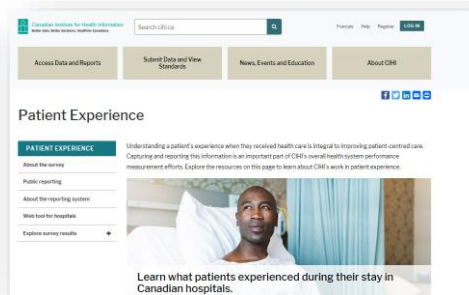 Canadian Institute for Health Information
Better data. Better decisions. Healthier Canadians.
Search cihi.ca
Français Help Register LOG IN
Access Data and Reports
Submit Data and View
Standards
News, Events and Education
About CIHI
Patient Experience
PATIENT EXPERIENCE
About the survey
Public reporting
About the reporting system
Web tool for hospitals
Explore survey results +
Understanding a patient's experience when they received health care is integral to improving patient-centred care.
Capturing and reporting this information is an important part of CIHI's overall health system performance
measurement efforts. Explore the resources on this page to learn about CIHI's work in patient experience.
Learn what patients experienced during their stay in
Canadian hospitals.